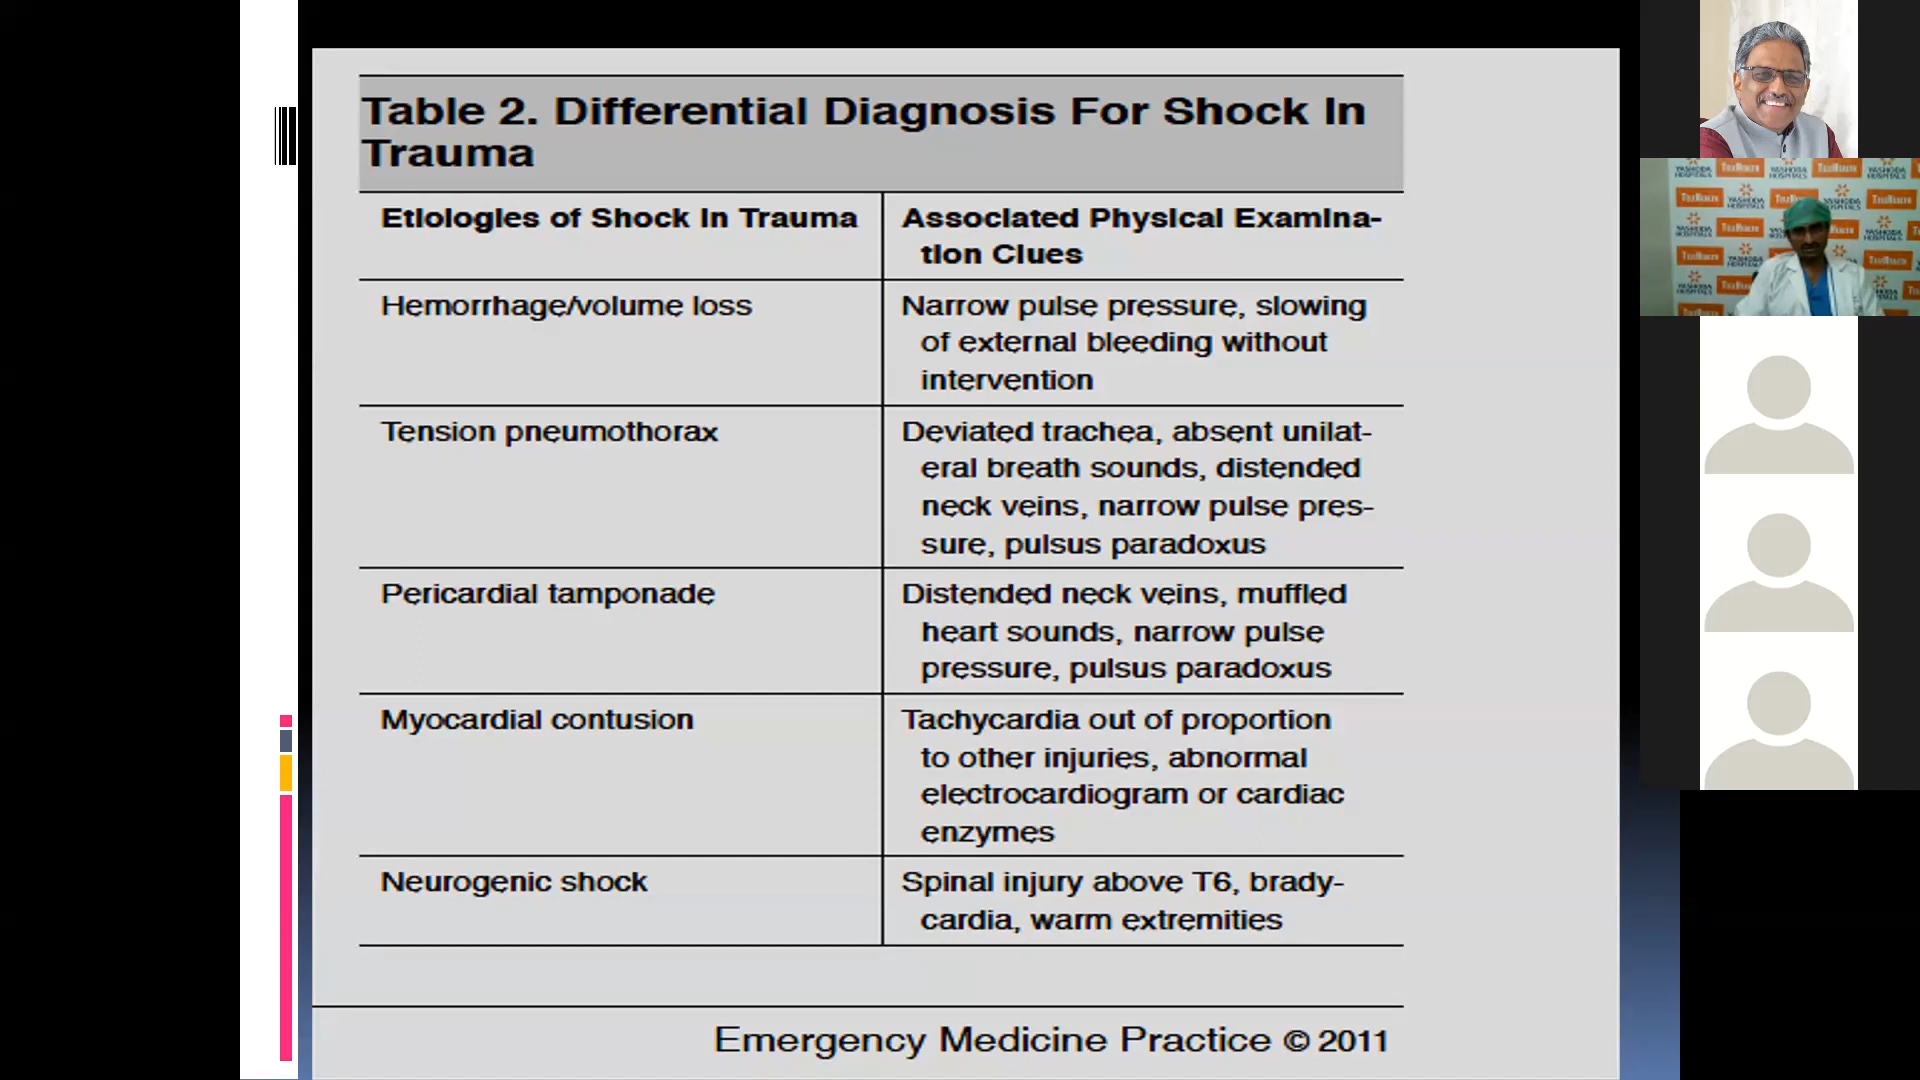 Table 2. Differential Diagnosis For Shock In
Trauma
Etiologies of Shock in Trauma
Associated Physical Examina-
tion Clues
Hemorrhage/volume loss
Narrow pulse pressure, slowing
of external bleeding without
intervention
Tension pneumothorax
Deviated trachea, absent unilat-
eral breath sounds, distended
neck veins, narrow pulse pres-
sure, pulsus paradoxus
Pericardial tamponade
Distended neck veins, muffled
heart sounds, narrow pulse
pressure, pulsus paradoxus
Myocardial contusion
Tachycardia out of proportion
to other injuries, abnormal
electrocardiogram or cardiac
enzymes
Neurogenic shock
Spinal injury above T6, brady-
cardia, warm extremities
Emergency Medicine Practice © 2011
YASHODA
HOSPITALS